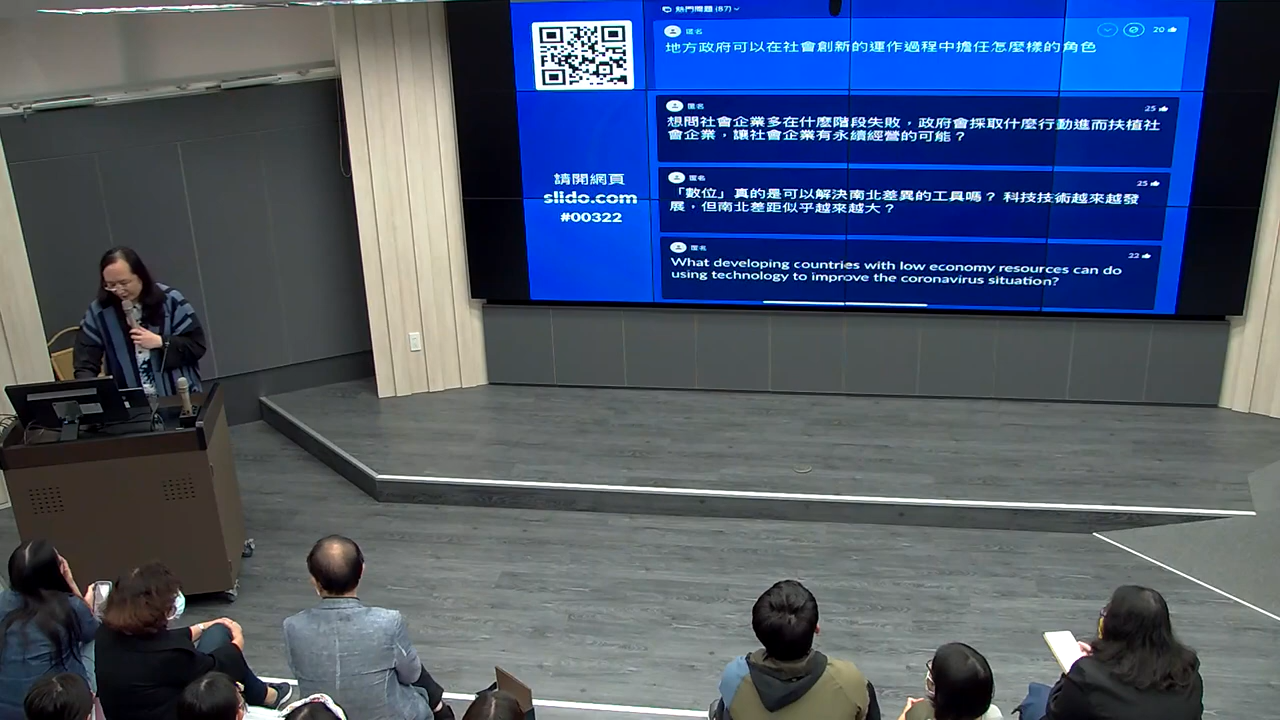 熱門問題 (87)
匿名
20
地方政府可以在社會創新的運作過程中擔任怎麼樣的角色
匿名
25
想問社會企業多在什麼階段失敗，政府會採取什麼行動進而扶植社
會企業，讓社會企業有永續經營的可能？
匿名
25
「數位」真的是可以解決南北差異的工具嗎？ 科技技術越來越發
展，但南北差距似乎越來越大？
匿名
22
What developing countries with low economy resources can do
using technology to improve the coronavirus situation?
請開網頁
slido.com
#00322